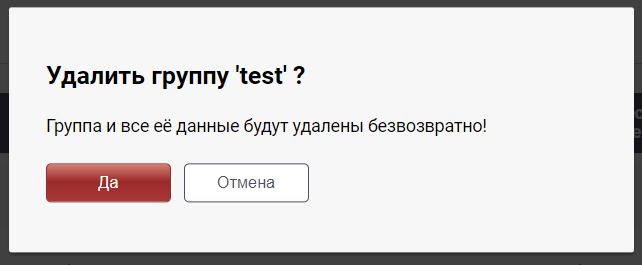 Удалить группу 'test' ?
Группа и все её данные будут удалены безвозвратно!
Да
Отмена